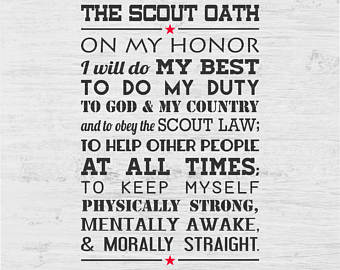 THE SCOUT OATH
ON MY HONOR
I will do MY BEST
TO DO MY DUTY
TO GOD & MY COUNTRY
and to obey the SCOUT LAW;
TO HELP OTHER PEOPLE
AT ALL TIMES;
TO KEEP MYSELF
PHYSICALLY STRONG,
MENTALLY AWAKE,
& MORALLY STRAIGHT.